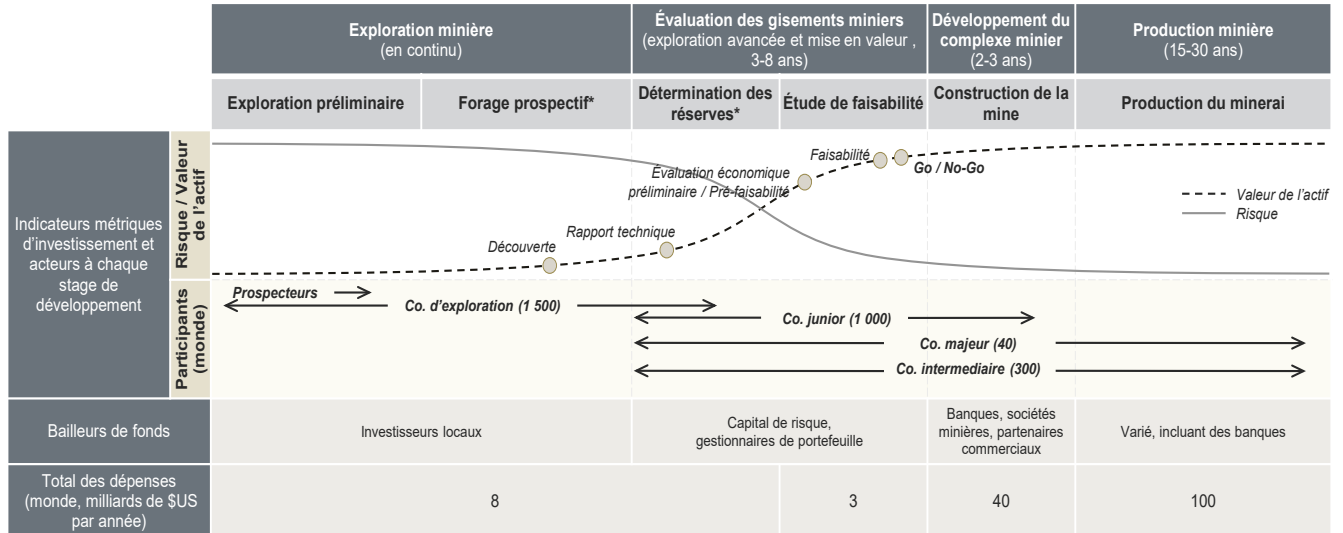 Exploration minière
(en continu)
Évaluation des gisements miniers
(exploration avancée et mise en valeur ,
3-8 ans)
Développement du
complexe minier
(2-3 ans)
Production minière
(15-30 ans)
Exploration préliminaire
Forage prospectif*
Détermination des
réserves*
Étude de faisabilité
Construction de la
mine
Production du minerai
Indicateurs métriques
d’investissement et
acteurs à chaque
stage de
développement
Risque / Valeur
de l’actif
Découverte
Rapport technique
Évaluation économique
préliminaire / Pré-faisabilité
Faisabilité
Go / No-Go
Valeur de l'actif
Risque
Participants
(monde)
Prospecteurs
Co. d’exploration (1 500)
Co. junior (1 000)
Co. majeur (40)
Co. intermediaire (300)
Bailleurs de fonds
Investisseurs locaux
Capital de risque,
gestionnaires de portefeuille
Banques, sociétés
minières, partenaires
commerciaux
Varié, incluant des banques
Total des dépenses
(monde, milliards de $US
par année)
8
3
40
100